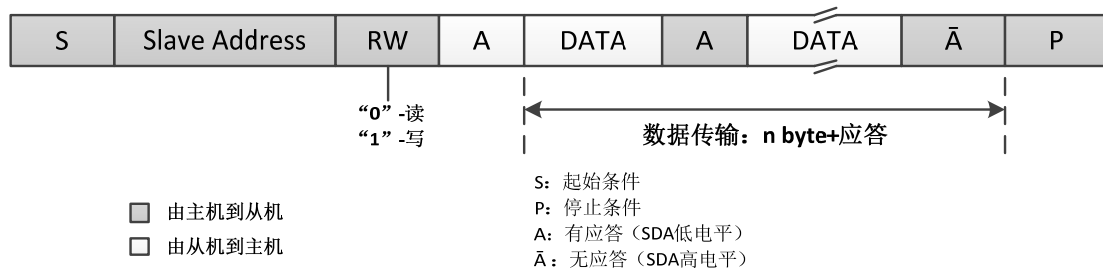 S Slave Address RW A DATA A DATA Ā P
“0”-读
“1”-写
数据传输：n byte+应答
S：起始条件
P：停止条件
A：有应答（SDA低电平）
Ā：无应答（SDA高电平）
由主机到从机
由从机到主机